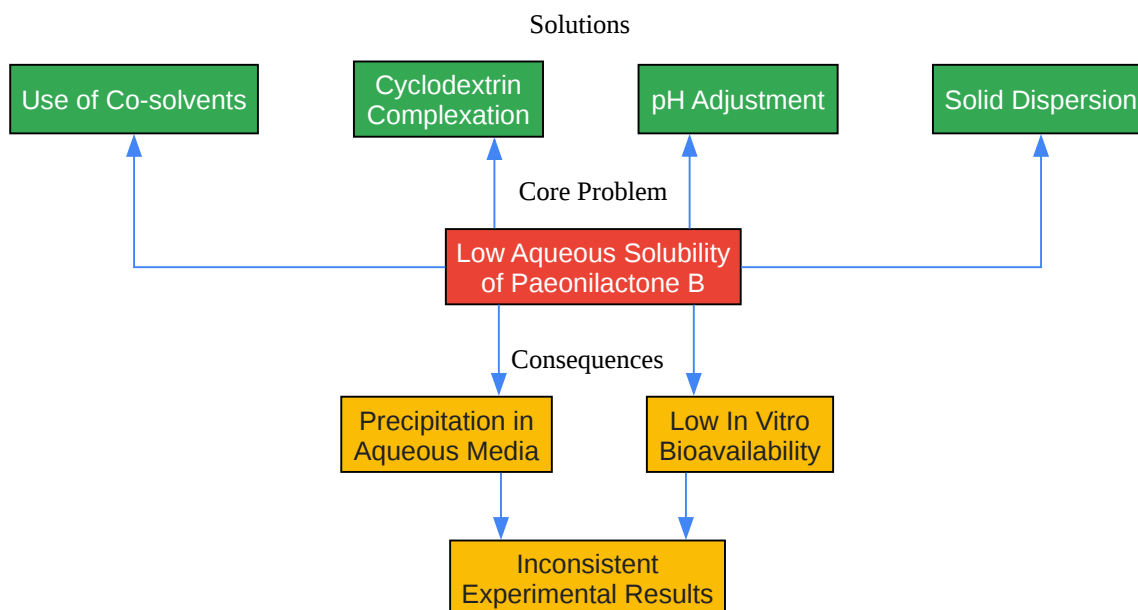 Solutions
Use of Co-solvents
Cyclodextrin
Complexation
pH Adjustment
Solid Dispersion
Core Problem
Low Aqueous Solubility
of Paeonilactone B
Consequences
Precipitation in
Aqueous Media
Low In Vitro
Bioavailability
Inconsistent
Experimental Results